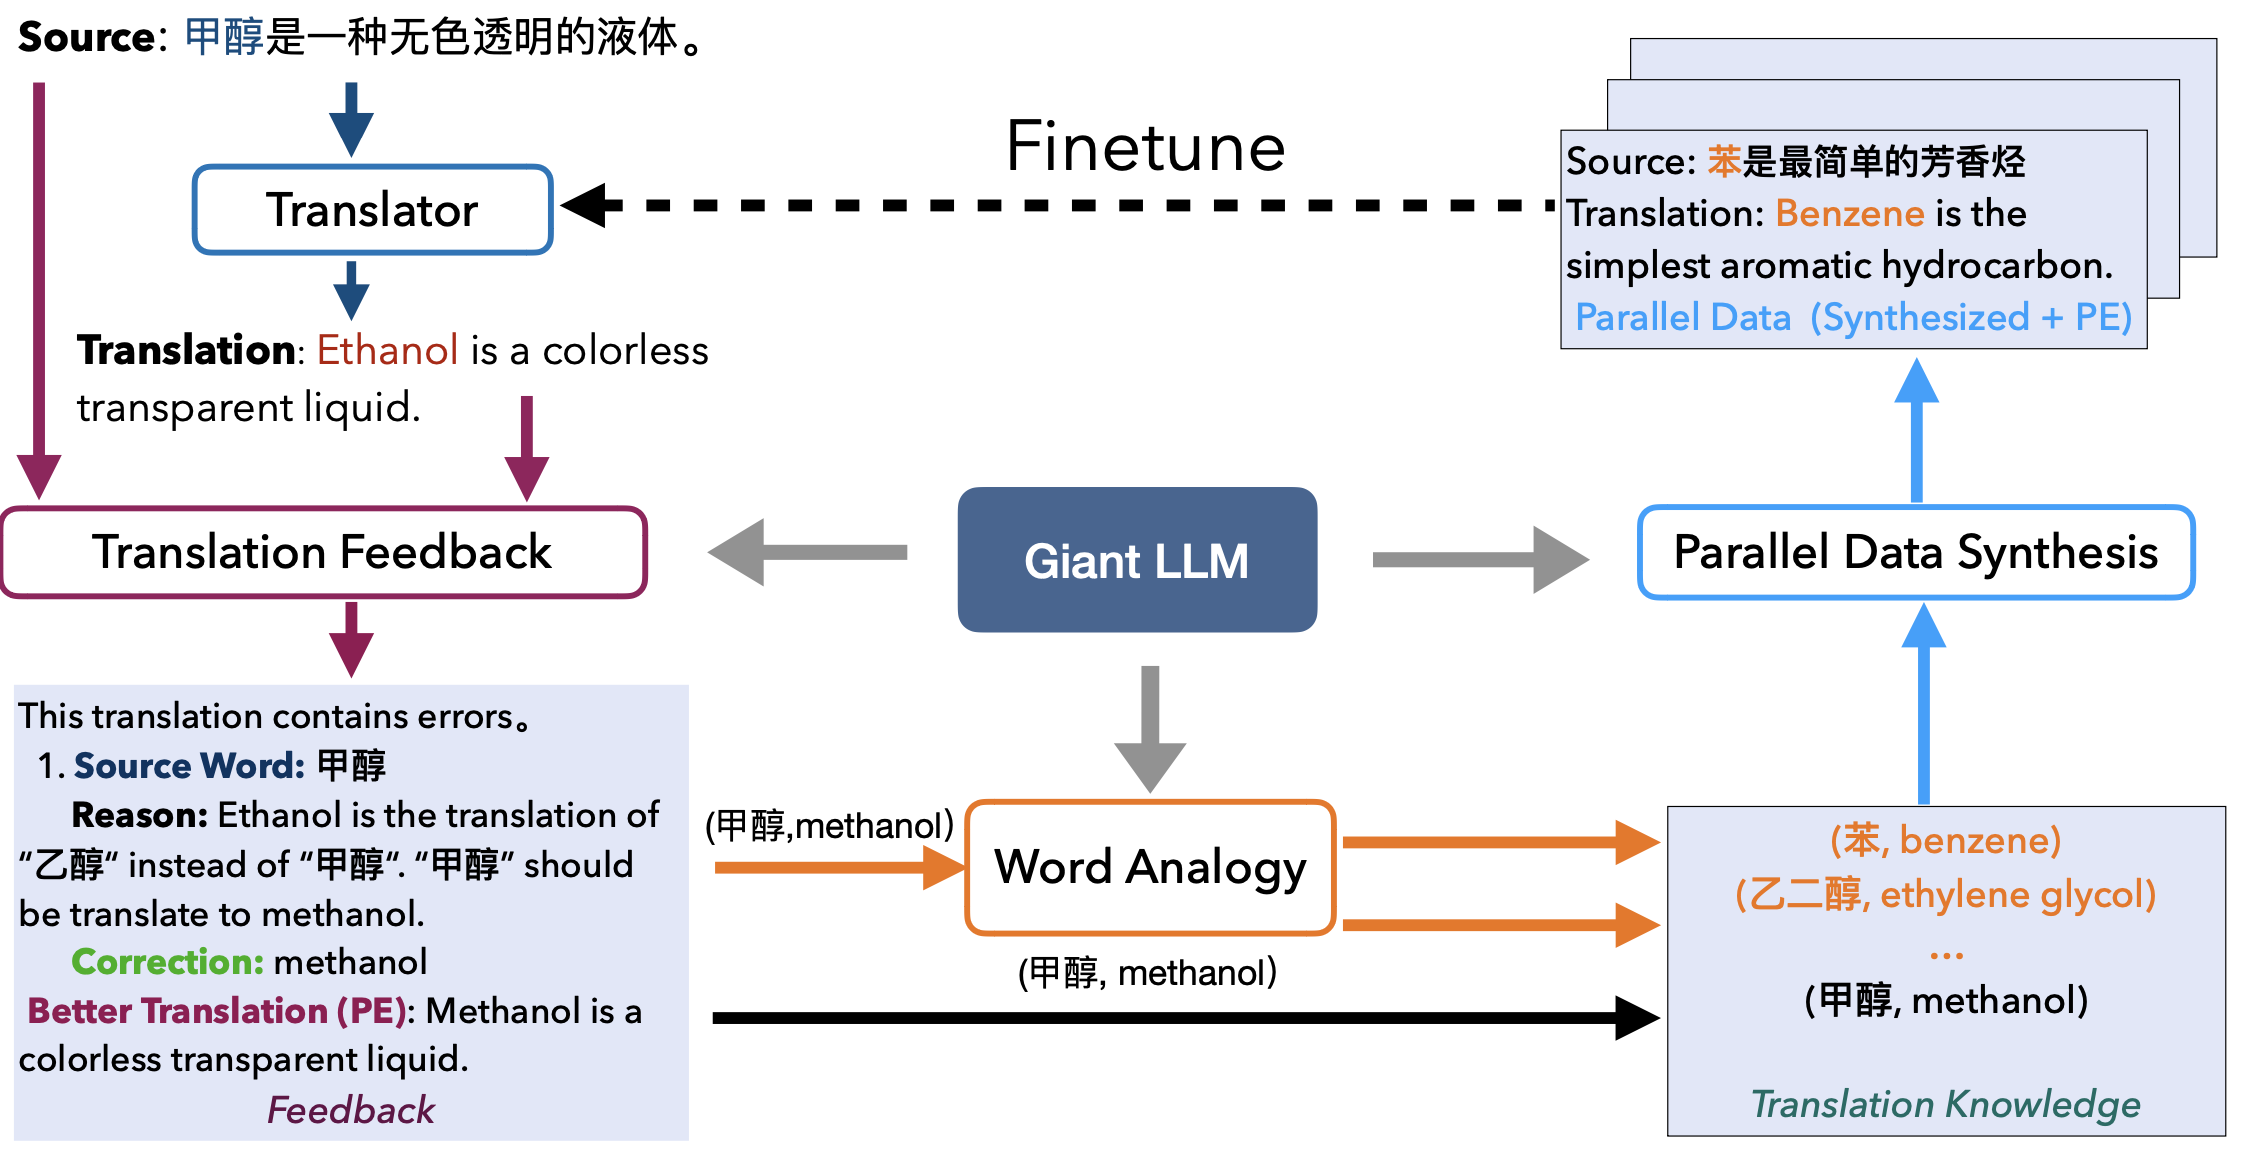 Source: 甲醇是一种无色透明的液体。
Translator
Translation: Ethanol is a colorless
transparent liquid.
Translation Feedback
This translation contains errors。
1. Source Word: 甲醇
Reason: Ethanol is the translation of
“乙醇“ instead of “甲醇”. “甲醇” should
be translate to methanol.
Correction: methanol
Better Translation (PE): Methanol is a
colorless transparent liquid.
Feedback
Finetune
Giant LLM
(甲醇,methanol)
Word Analogy
(甲醇, methanol)
Source: 苯是最简单的芳香烃
Translation: Benzene is the
simplest aromatic hydrocarbon.
Parallel Data (Synthesized + PE)
Parallel Data Synthesis
(苯, benzene)
(乙二醇, ethylene glycol)
...
(甲醇, methanol)
Translation Knowledge